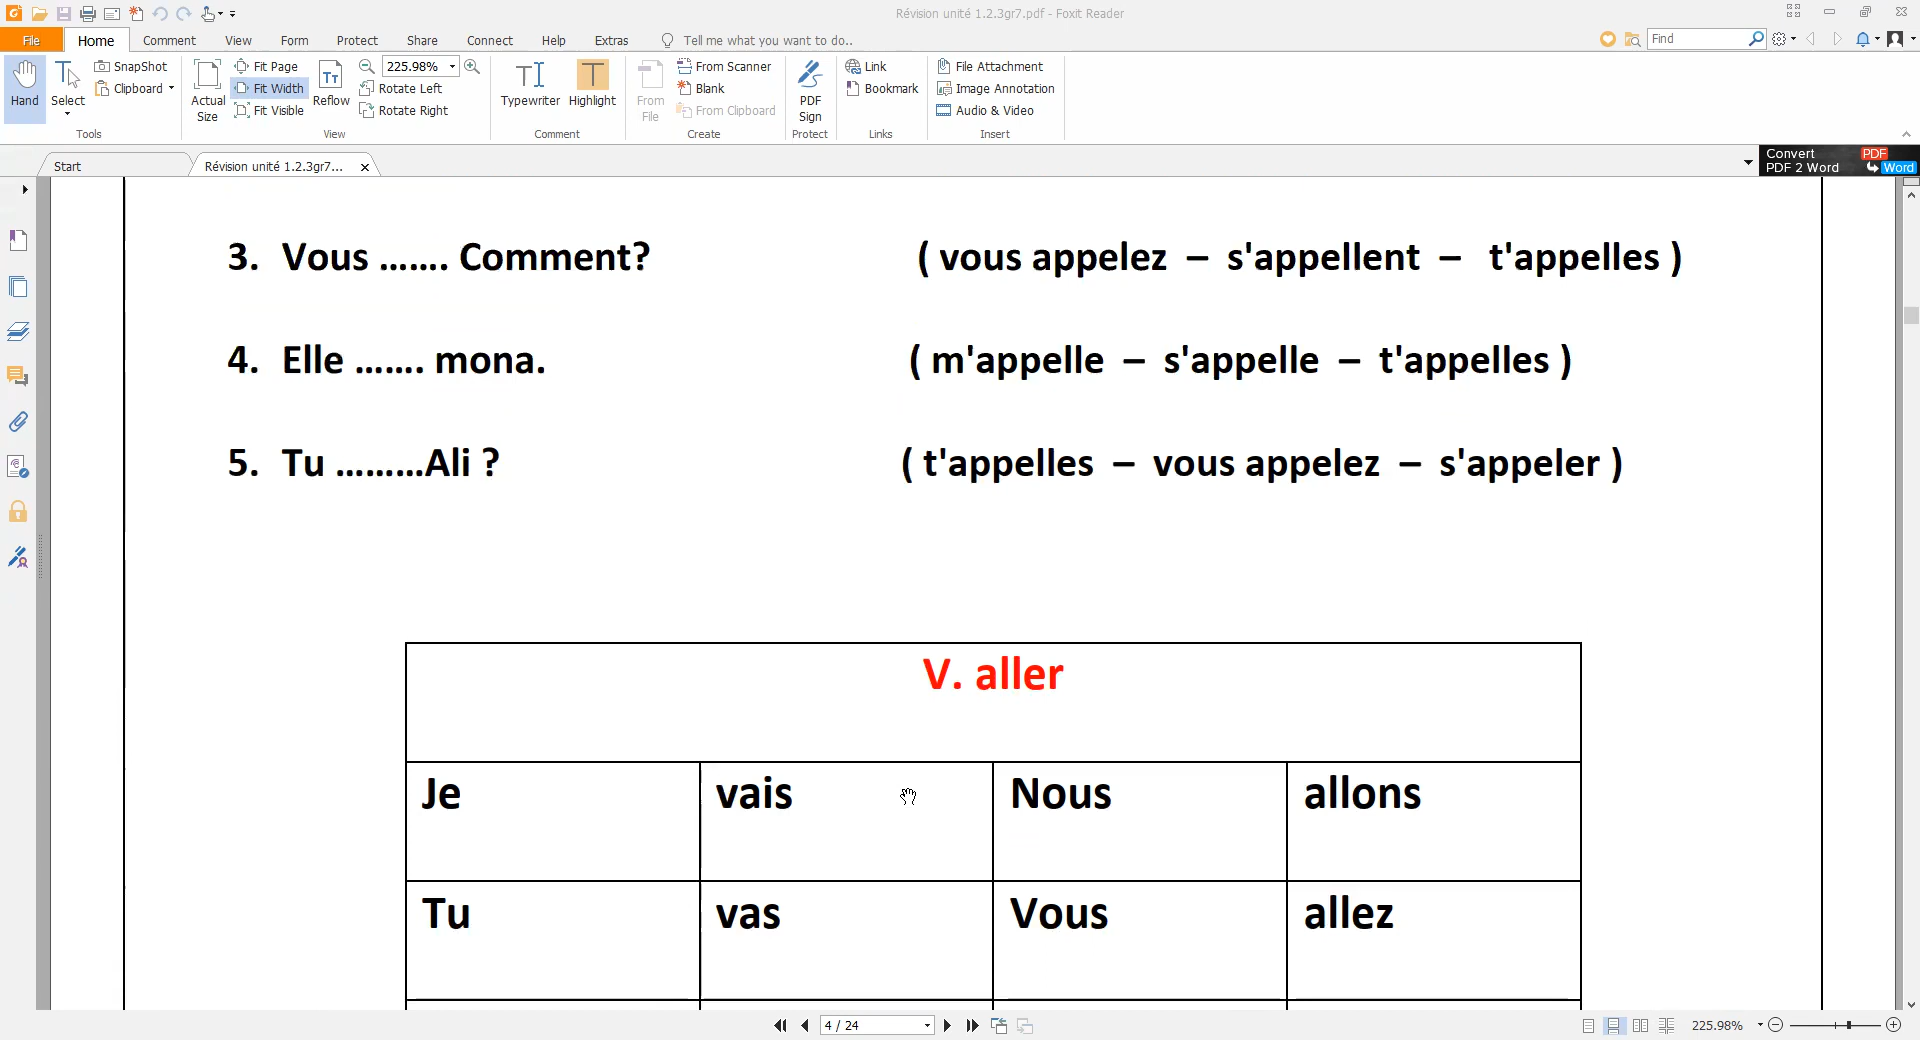 Révision unité 1.2.3gr7.pdf - Foxit Reader
File Home Comment View Form Protect Share Connect Help Extras Tell me what you want to do.. Find
Hand Select SnapShot Clipboard Actual Size Fit Page Fit Width Fit Visible Reflow 225.98% Rotate Left Rotate Right Typewriter Highlight From File From Scanner Blank From Clipboard PDF Sign Link Bookmark File Attachment Image Annotation Audio & Video
Tools View Comment Create Protect Links Insert
Start Révision unité 1.2.3gr7... Convert PDF 2 Word PDF Word
3. Vous ....... Comment? ( vous appelez – s'appellent – t'appelles )
4. Elle ....... mona. ( m'appelle – s'appelle – t'appelles )
5. Tu .........Ali ? ( t'appelles – vous appelez – s'appeler )
V. aller
Je vais Nous allons
Tu vas Vous allez
4 / 24 225.98%